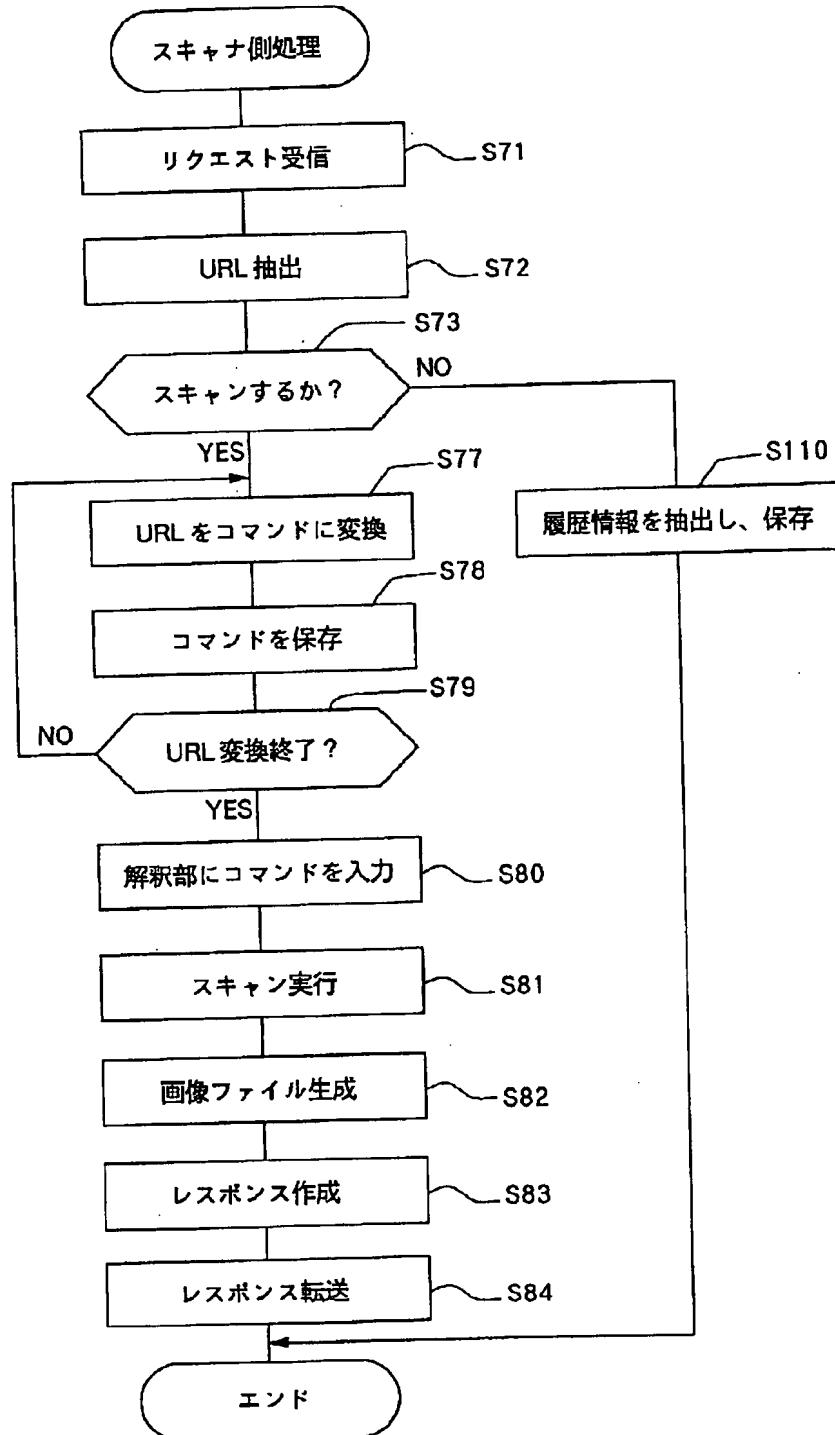 スキャナ側処理
リクエスト受信
S71
URL抽出
S72
S73
スキャンするか?
NO
YES
S77
URLをコマンドに変換
S110
履歴情報を抽出し、保存
S78
コマンドを保存
S79
URL変換終了?
NO
YES
解釈部にコマンドを入力
S80
スキャン実行
S81
画像ファイル生成
S82
レスポンス作成
S83
レスポンス転送
S84
エンド